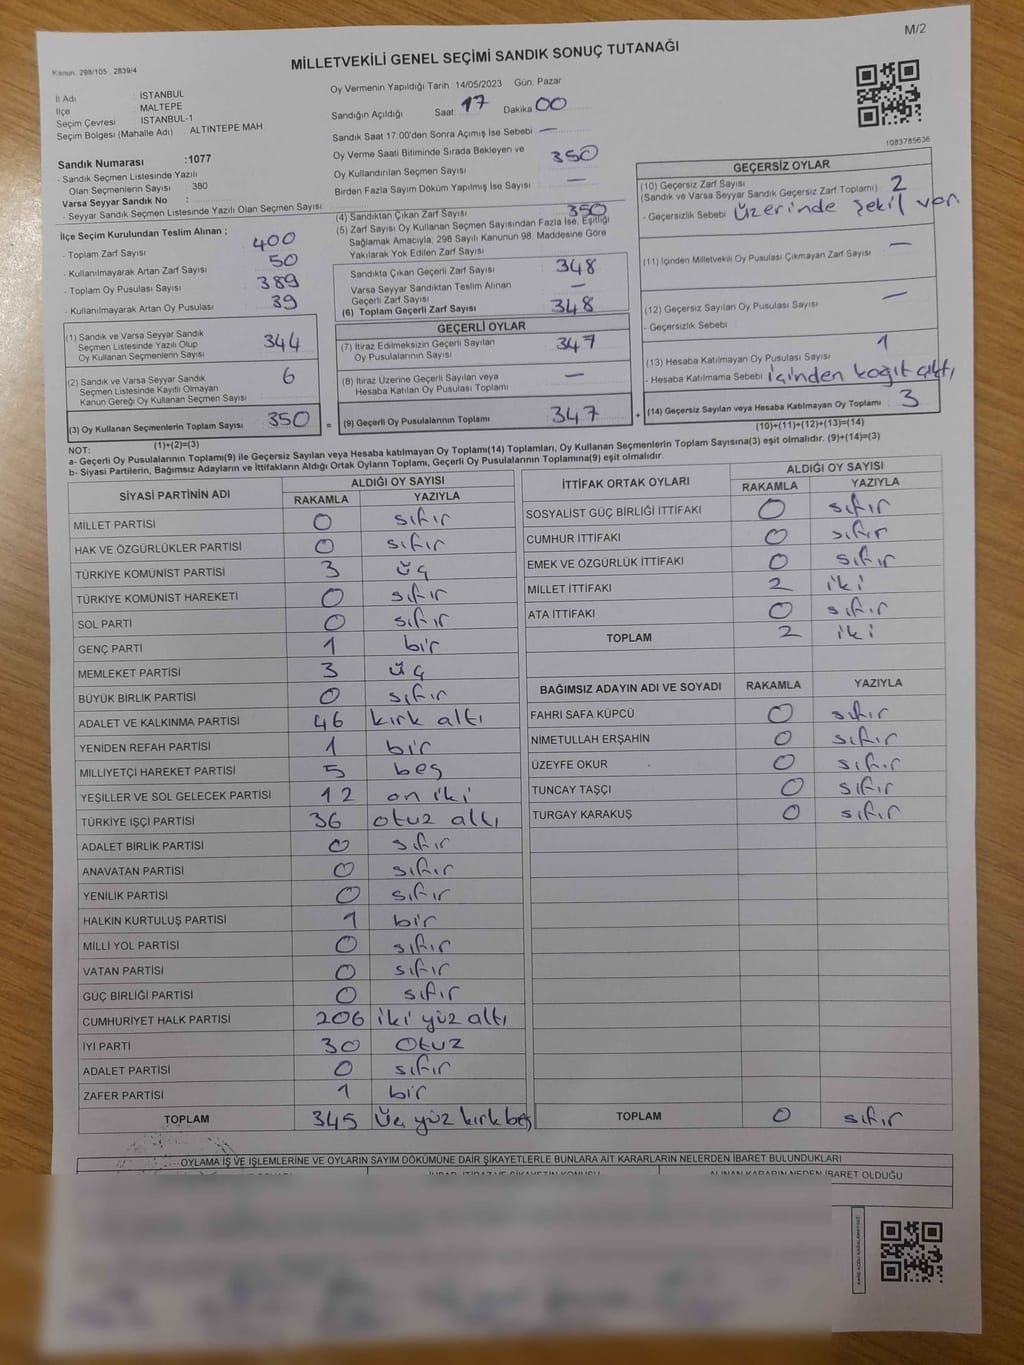 M/2
Kanun. 298/105 . 2839/4
MİLLETVEKİLİ GENEL SEÇİMİ SANDIK SONUÇ TUTANAĞI
İl Adı : İSTANBUL
İlçe : MALTEPE
Seçim Çevresi : İSTANBUL-1
Seçim Bölgesi (Mahalle Adı) : ALTINTEPE MAH
Sandık Numarası :1077
- Sandık Seçmen Listesinde Yazılı
Olan Seçmenlerin Sayısı : 380
Varsa Seyyar Sandık No :
- Seyyar Sandık Seçmen Listesinde Yazılı Olan Seçmen Sayısı :
Oy Vermenin Yapıldığı Tarih 14/05/2023 Gün: Pazar
Sandığın Açıldığı Saat 17 Dakika 00
Sandık Saat 17:00'den Sonra Açımış İse Sebebi —
Oy Verme Saati Bitiminde Sırada Bekleyen ve
Oy Kullandırılan Seçmen Sayısı 350
Birden Fazla Sayım Döküm Yapılmış İse Sayısı —
1083785636
İlçe Seçim Kurulundan Teslim Alınan ;
- Toplam Zarf Sayısı 400
- Kullanılmayarak Artan Zarf Sayısı 50
- Toplam Oy Pusulası Sayısı 389
- Kullanılmayarak Artan Oy Pusulası 39
(1) Sandık ve Varsa Seyyar Sandık
Seçmen Listesinde Yazılı Olup
Oy Kullanan Seçmenlerin Sayısı 344
(2) Sandık ve Varsa Seyyar Sandık
Seçmen Listesinde Kayıtlı Olmayan
Kanun Gereği Oy Kullanan Seçmen Sayısı 6
(3) Oy Kullanan Seçmenlerin Toplam Sayısı 350
(1)+(2)=(3)
(4) Sandıktan Çıkan Zarf Sayısı 350
(5) Zarf Sayısı Oy Kullanan Seçmen Sayısından Fazla İse, Eşitliği
Sağlamak Amacıyla; 298 Sayılı Kanunun 98. Maddesine Göre
Yakılarak Yok Edilen Zarf Sayısı
Sandıkta Çıkan Geçerli Zarf Sayısı 348
Varsa Seyyar Sandıktan Teslim Alınan
Geçerli Zarf Sayısı —
(6) Toplam Geçerli Zarf Sayısı 348
GEÇERLİ OYLAR
(7) İtiraz Edilmeksizin Geçerli Sayılan
Oy Pusulalarının Sayısı 347
(8) İtiraz Üzerine Geçerli Sayılan veya
Hesaba Katılan Oy Pusulası Toplamı —
= (9) Geçerli Oy Pusulalarının Toplamı 347 +
GEÇERSİZ OYLAR
(10) Geçersiz Zarf Sayısı
(Sandık ve Varsa Seyyar Sandık Geçersiz Zarf Toplamı) 2
- Geçersizlik Sebebi üzerinde şekil var.
(11) İçinden Milletvekili Oy Pusulası Çıkmayan Zarf Sayısı —
(12) Geçersiz Sayılan Oy Pusulası Sayısı —
- Geçersizlik Sebebi
(13) Hesaba Katılmayan Oy Pusulası Sayısı 1
- Hesaba Katılmama Sebebi içinden kağıt çıktı
(14) Geçersiz Sayılan veya Hesaba Katılmayan Oy Toplamı 3
(10)+(11)+(12)+(13)=(14)
NOT:
a- Geçerli Oy Pusulalarının Toplamı(9) ile Geçersiz Sayılan veya Hesaba katılmayan Oy Toplamı(14) Toplamları, Oy Kullanan Seçmenlerin Toplam Sayısına(3) eşit olmalıdır. (9)+(14)=(3)
b- Siyasi Partilerin, Bağımsız Adayların ve İttifakların Aldığı Ortak Oyların Toplamı, Geçerli Oy Pusulalarının Toplamına(9) eşit olmalıdır.
SİYASİ PARTİNİN ADI ALDIĞI OY SAYISI
RAKAMLA YAZIYLA
MİLLET PARTİSİ 0 sıfır
HAK VE ÖZGÜRLÜKLER PARTİSİ 0 sıfır
TÜRKİYE KOMÜNİST PARTİSİ 3 üç
TÜRKİYE KOMÜNİST HAREKETİ 0 sıfır
SOL PARTİ 0 sıfır
GENÇ PARTİ 1 bir
MEMLEKET PARTİSİ 3 üç
BÜYÜK BİRLİK PARTİSİ 0 sıfır
ADALET VE KALKINMA PARTİSİ 46 kırk altı
YENİDEN REFAH PARTİSİ 1 bir
MİLLİYETÇİ HAREKET PARTİSİ 5 beş
YEŞİLLER VE SOL GELECEK PARTİSİ 12 on iki
TÜRKİYE İŞÇİ PARTİSİ 36 otuz altı
ADALET BİRLİK PARTİSİ 0 sıfır
ANAVATAN PARTİSİ 0 sıfır
YENİLİK PARTİSİ 0 sıfır
HALKIN KURTULUŞ PARTİSİ 1 bir
MİLLİ YOL PARTİSİ 0 sıfır
VATAN PARTİSİ 0 sıfır
GÜÇ BİRLİĞİ PARTİSİ 0 sıfır
CUMHURİYET HALK PARTİSİ 206 iki yüz altı
İYİ PARTİ 30 otuz
ADALET PARTİSİ 0 sıfır
ZAFER PARTİSİ 1 bir
TOPLAM 345 üç yüz kırk beş
İTTİFAK ORTAK OYLARI ALDIĞI OY SAYISI
RAKAMLA YAZIYLA
SOSYALİST GÜÇ BİRLİĞİ İTTİFAKI 0 sıfır
CUMHUR İTTİFAKI 0 sıfır
EMEK VE ÖZGÜRLÜK İTTİFAKI 0 sıfır
MİLLET İTTİFAKI 2 iki
ATA İTTİFAKI 0 sıfır
TOPLAM 2 iki
BAĞIMSIZ ADAYIN ADI VE SOYADI RAKAMLA YAZIYLA
FAHRİ SAFA KÜPCÜ 0 sıfır
NİMETULLAH ERŞAHİN 0 sıfır
ÜZEYFE OKUR 0 sıfır
TUNCAY TAŞÇI 0 sıfır
TURGAY KARAKUŞ 0 sıfır
TOPLAM 0 sıfır
OYLAMA İŞ VE İŞLEMLERİNE VE OYLARIN SAYIM DÖKÜMÜNE DAİR ŞİKAYETLERLE BUNLARA AİT KARARLARIN NELERDEN İBARET BULUNDUKLARI
ALINAN KARARIN NEDEN İBARET OLDUĞU